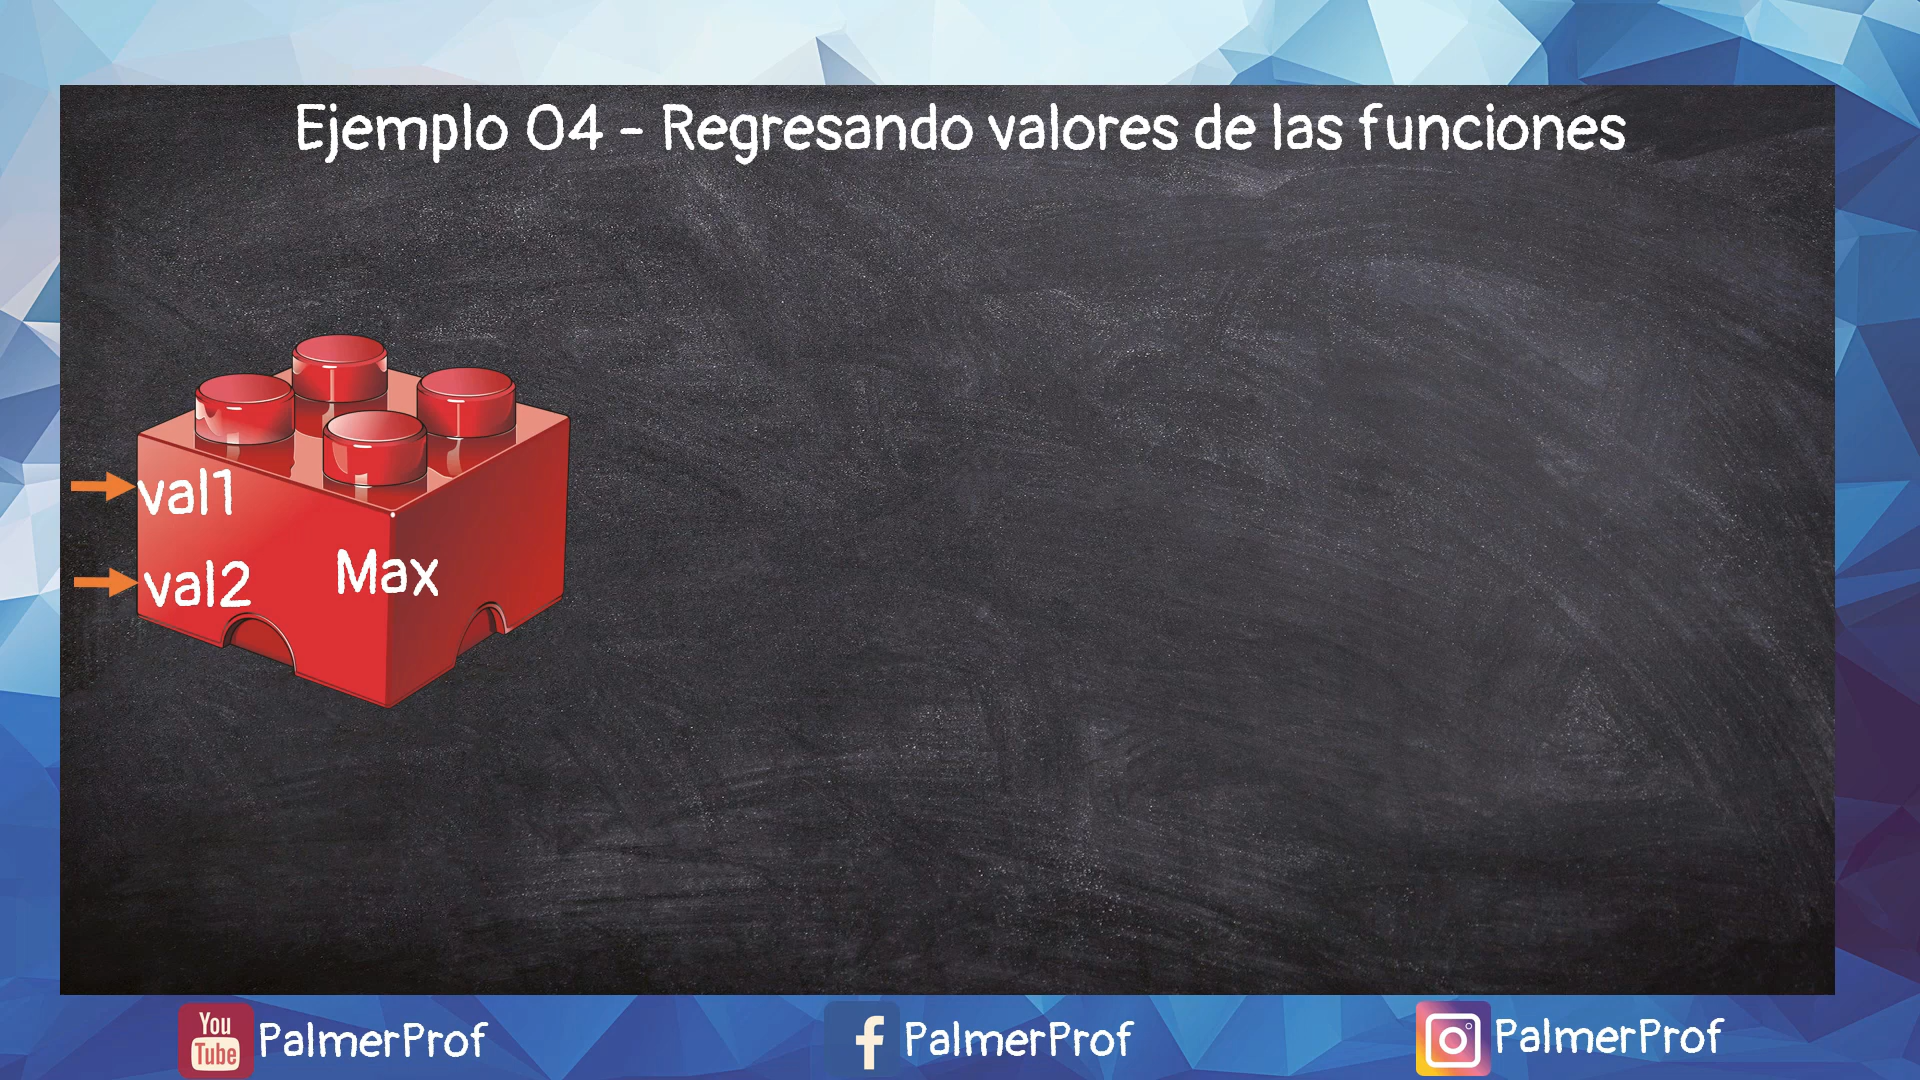 Ejemplo 04 - Regresando valores de las funciones
val1
val2
Max
You
Tube
PalmerProf
f PalmerProf
PalmerProf